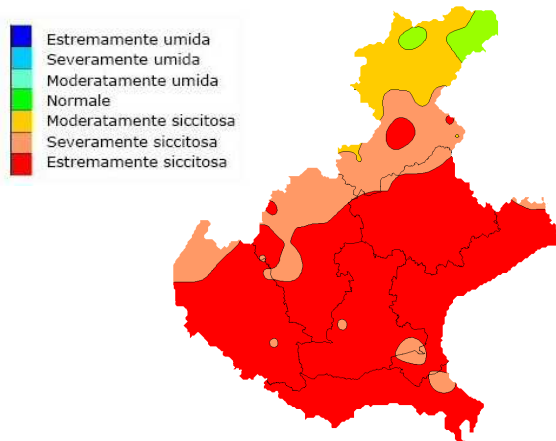 Estremamente umida
Severamente umida
Moderatamente umida
Normale
Moderatamente siccitosa
Severamente siccitosa
Estremamente siccitosa